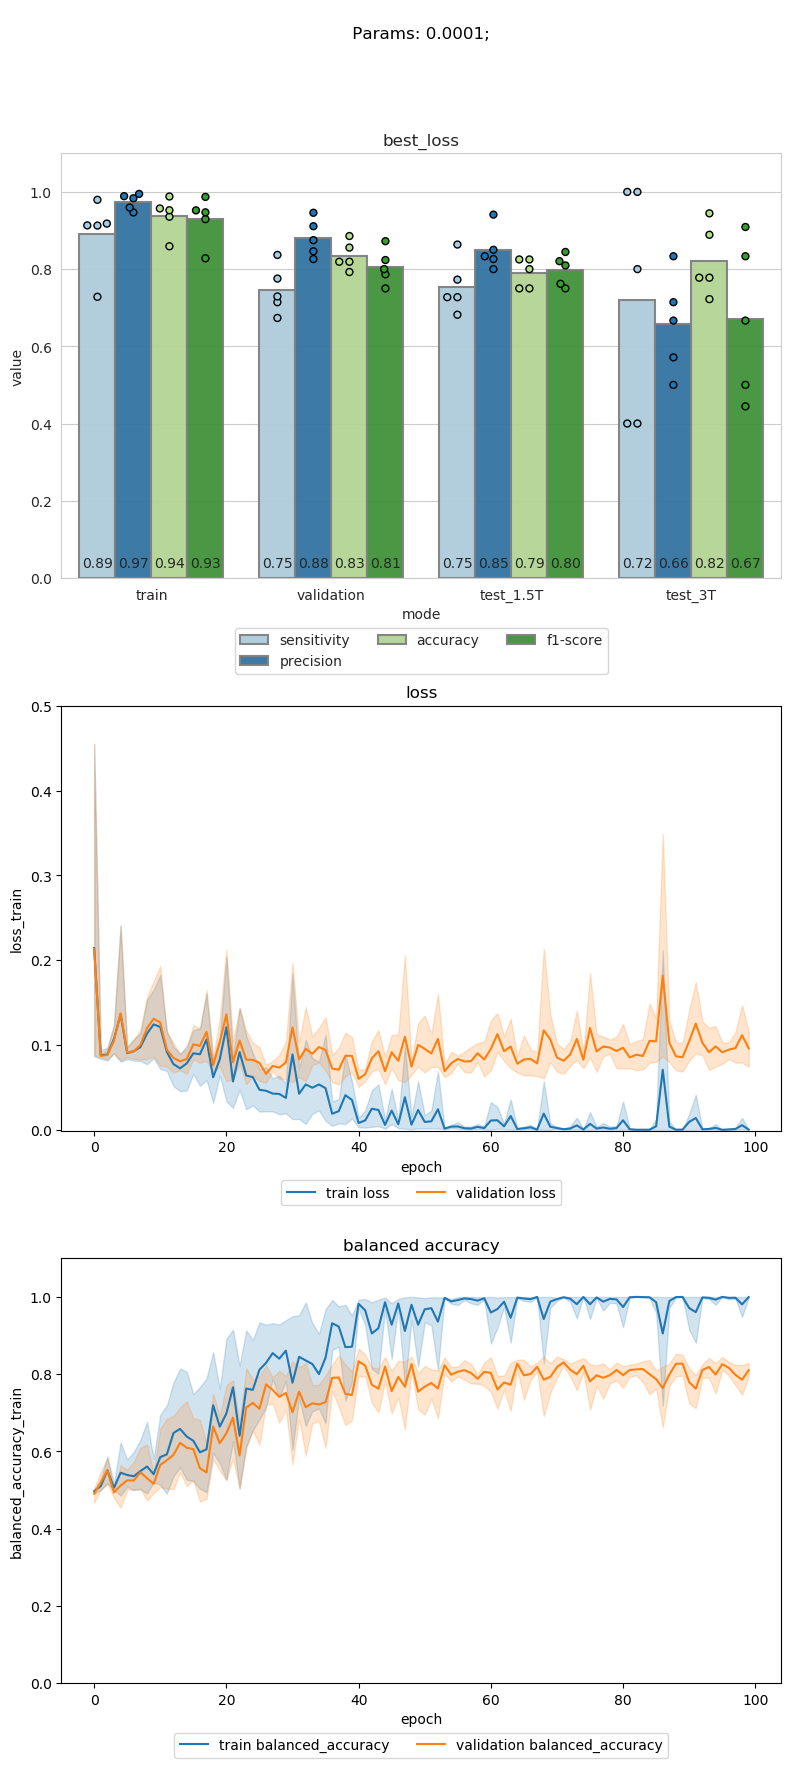 Params: 0.0001;
best_loss
1.0
0.8
0.6
0.4
0.2
0.0
value
0.89 0.97 0.94 0.93 0.75 0.88 0.83 0.81 0.75 0.85 0.79 0.80 0.72 0.66 0.82 0.67
train validation test_1.5T test_3T
mode
sensitivity accuracy f1-score
precision
loss
0.5
0.4
0.3
0.2
0.1
0.0
loss_train
0 20 40 60 80 100
epoch
train loss validation loss
balanced accuracy
1.0
0.8
0.6
0.4
0.2
0.0
balanced_accuracy_train
0 20 40 60 80 100
epoch
train balanced_accuracy validation balanced_accuracy